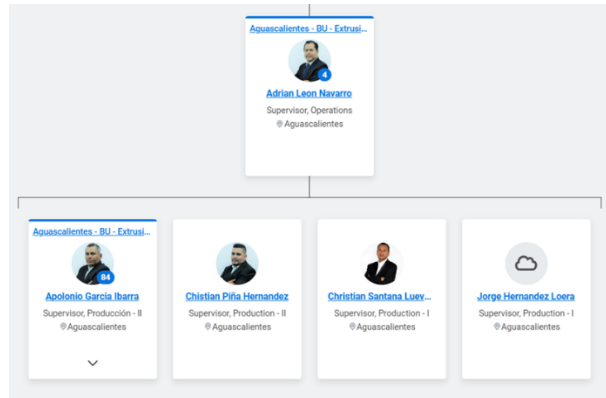 Aguascalientes - BU - Extrusi...
4
Adrian Leon Navarro
Supervisor, Operations
Aguascalientes
Aguascalientes - BU - Extrusi...
84
Apolonio Garcia Ibarra
Supervisor, Producción - II
Aguascalientes
Chistian Piña Hernandez
Supervisor, Production - II
Aguascalientes
Christian Santana Luev...
Supervisor, Production - I
Aguascalientes
Jorge Hernandez Loera
Supervisor, Production - I
Aguascalientes